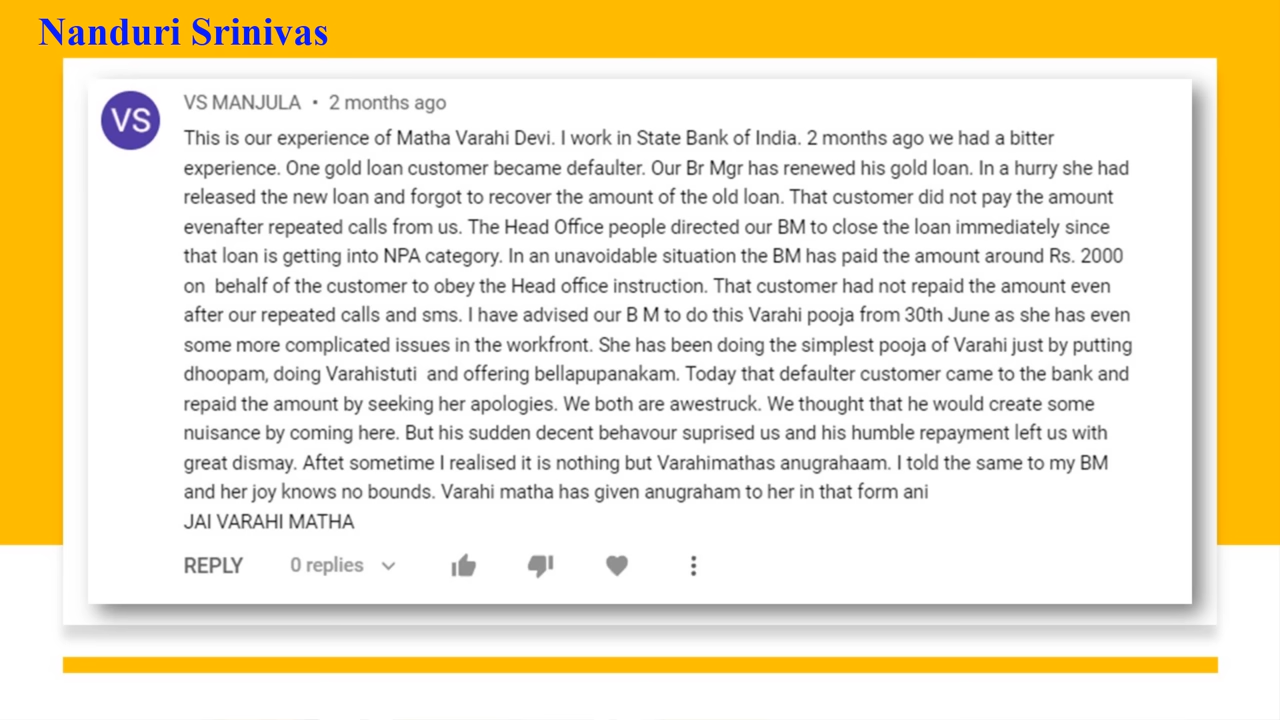 Nanduri Srinivas
VS
VS MANJULA • 2 months ago
This is our experience of Matha Varahi Devi. I work in State Bank of India. 2 months ago we had a bitter
experience. One gold loan customer became defaulter. Our Br Mgr has renewed his gold loan. In a hurry she had
released the new loan and forgot to recover the amount of the old loan. That customer did not pay the amount
evenafter repeated calls from us. The Head Office people directed our BM to close the loan immediately since
that loan is getting into NPA category. In an unavoidable situation the BM has paid the amount around Rs. 2000
on behalf of the customer to obey the Head office instruction. That customer had not repaid the amount even
after our repeated calls and sms. I have advised our B M to do this Varahi pooja from 30th June as she has even
some more complicated issues in the workfront. She has been doing the simplest pooja of Varahi just by putting
dhoopam, doing Varahistuti and offering bellapupanakam. Today that defaulter customer came to the bank and
repaid the amount by seeking her apologies. We both are awestruck. We thought that he would create some
nuisance by coming here. But his sudden decent behavour suprised us and his humble repayment left us with
great dismay. Aftet sometime I realised it is nothing but Varahimathas anugrahaam. I told the same to my BM
and her joy knows no bounds. Varahi matha has given anugraham to her in that form ani
JAI VARAHI MATHA
REPLY 0 replies